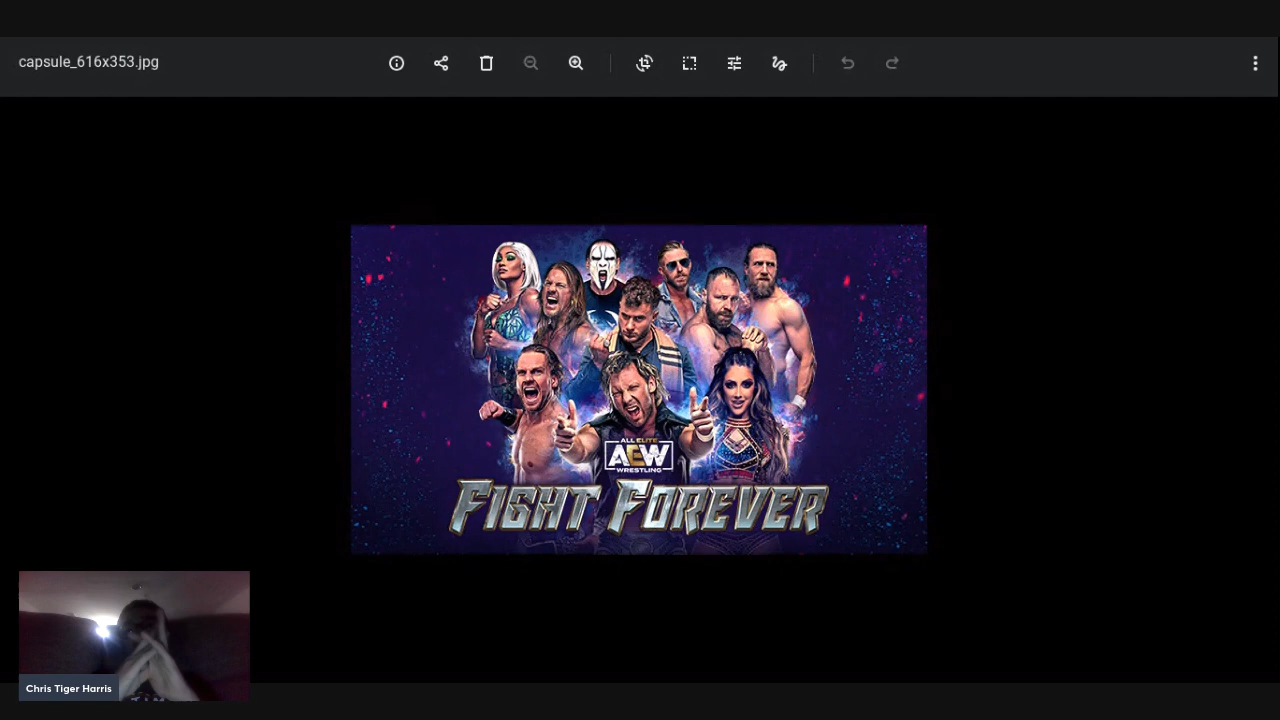 capsule_616x353.jpg
ALL ELITE
AEW
WRESTLING
FIGHT FOREVER
Chris Tiger Harris